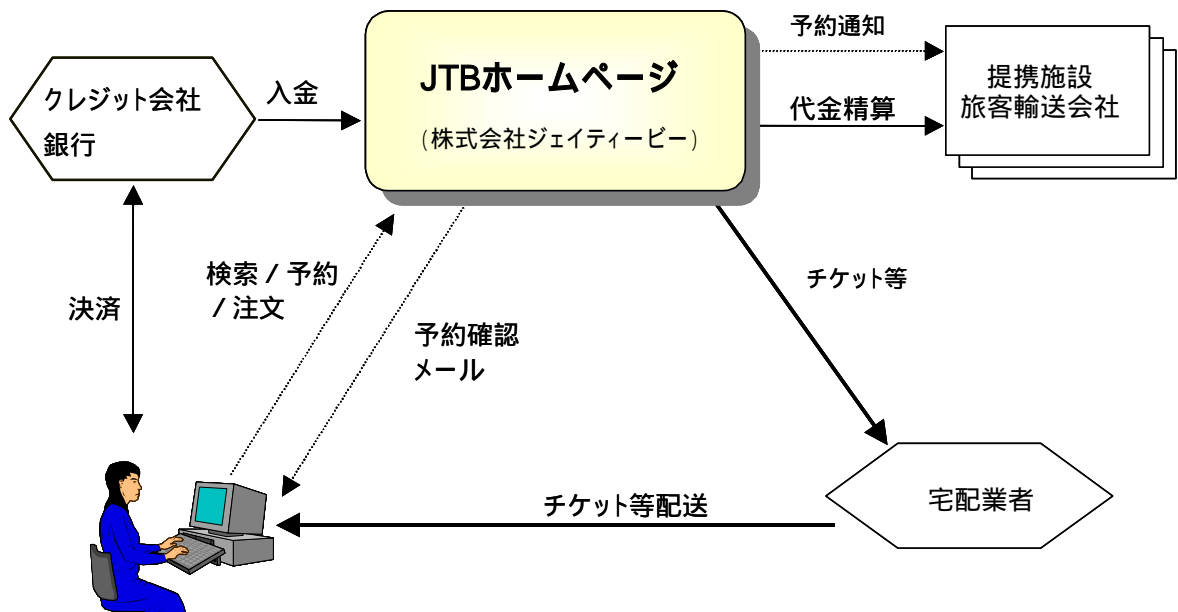 予約通知
JTBホームページ
(株式会社ジェイティービー)
クレジット会社
銀行
入金
提携施設
旅客輸送会社
代金精算
検索 / 予約
/ 注文
チケット等
決済
予約確認
メール
チケット等配送
宅配業者